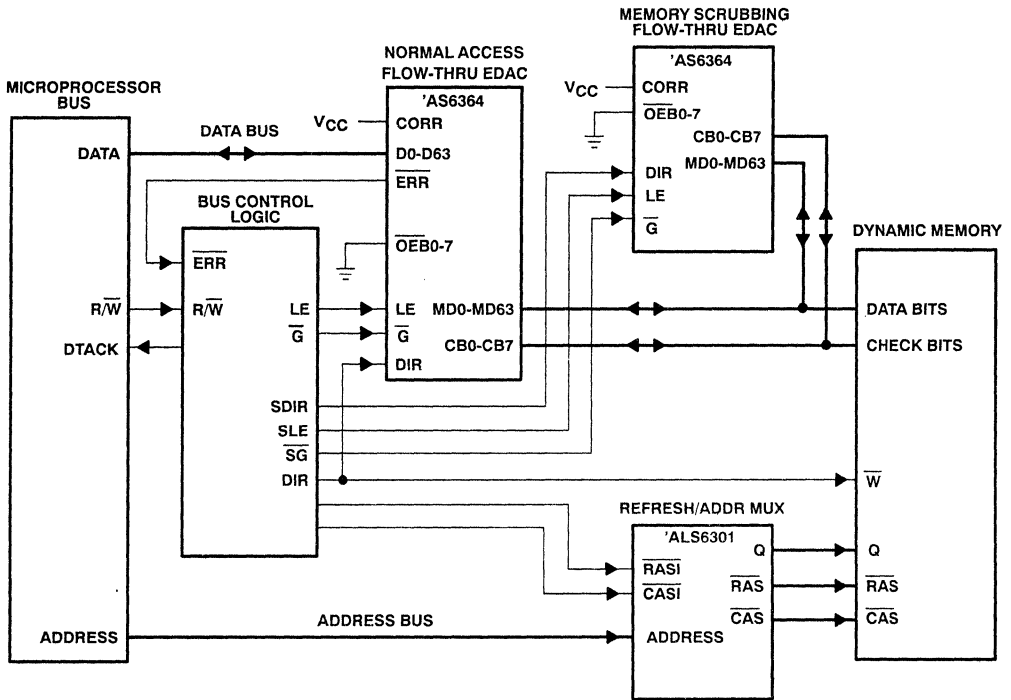 MEMORY SCRUBBING
FLOW-THRU EDAC
'AS6364
VCC
CORR
OEB0-7
CB0-CB7
MD0-MD63
DIR
LE
G
NORMAL ACCESS
FLOW-THRU EDAC
'AS6364
VCC
CORR
D0-D63
ERR
OEB0-7
LE
MD0-MD63
G
CB0-CB7
DIR
MICROPROCESSOR
BUS
DATA
DATA BUS
R/W
DTACK
ADDRESS
ADDRESS BUS
BUS CONTROL
LOGIC
ERR
R/W
LE
G
SDIR
SLE
SG
DIR
DYNAMIC MEMORY
DATA BITS
CHECK BITS
W
Q
RAS
CAS
REFRESH/ADDR MUX
'ALS6301
Q
RASI
RAS
CASI
CAS
ADDRESS